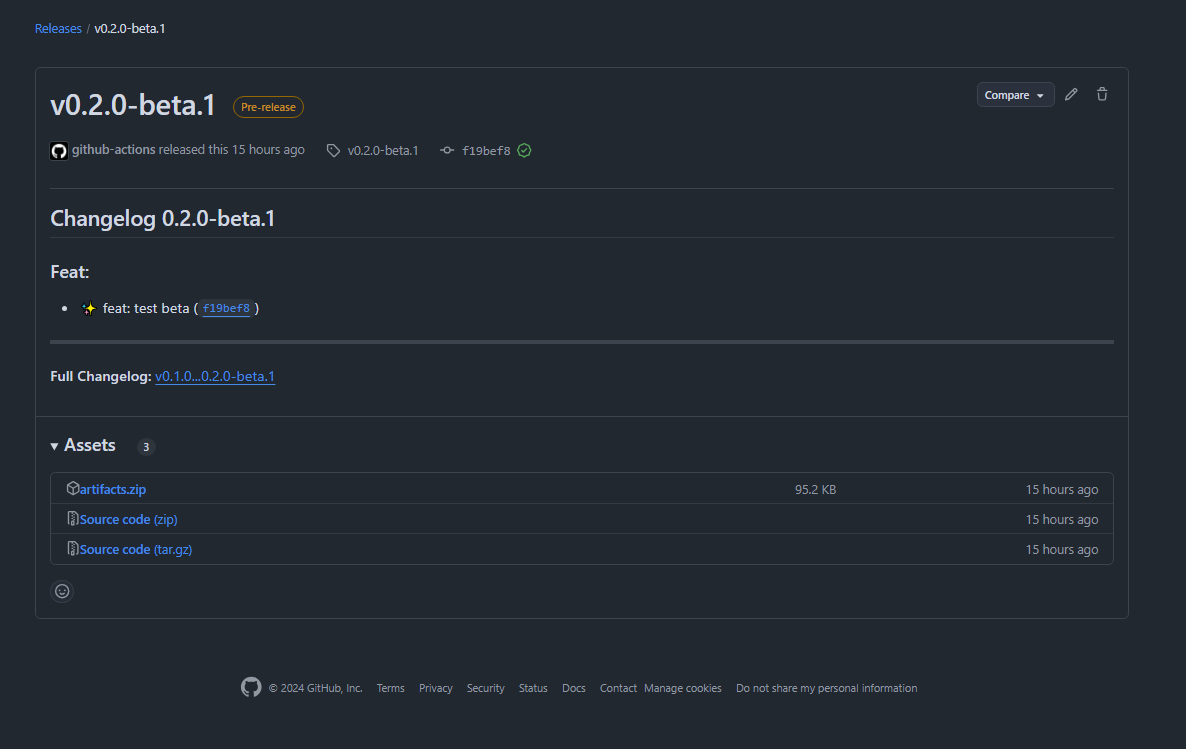 Releases / v0.2.0-beta.1
v0.2.0-beta.1 Pre-release Compare
github-actions released this 15 hours ago v0.2.0-beta.1 f19bef8
Changelog 0.2.0-beta.1
Feat:
• ✨ feat: test beta ( f19bef8 )
Full Changelog: v0.1.0...0.2.0-beta.1
Assets 3
artifacts.zip 95.2 KB 15 hours ago
Source code (zip) 15 hours ago
Source code (tar.gz) 15 hours ago
© 2024 GitHub, Inc. Terms Privacy Security Status Docs Contact Manage cookies Do not share my personal information